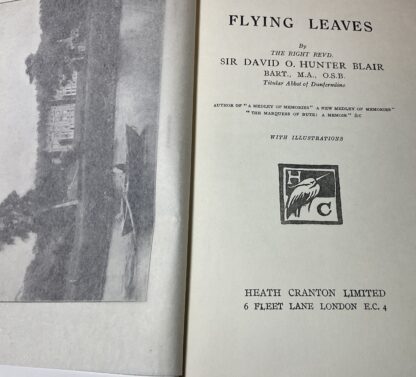 FLYING LEAVES
By
THE RIGHT REVD.
SIR DAVID O. HUNTER BLAIR
BART., M.A., O.S.B.
Titular Abbot of Dunfermline
AUTHOR OF "A MEDLEY OF MEMORIES" A NEW MEDLEY OF MEMORIES"
"THE MARQUESS OF BUTE: A MEMOIR" &C
WITH ILLUSTRATIONS
H
C
HEATH CRANTON LIMITED
6 FLEET LANE LONDON E.C. 4